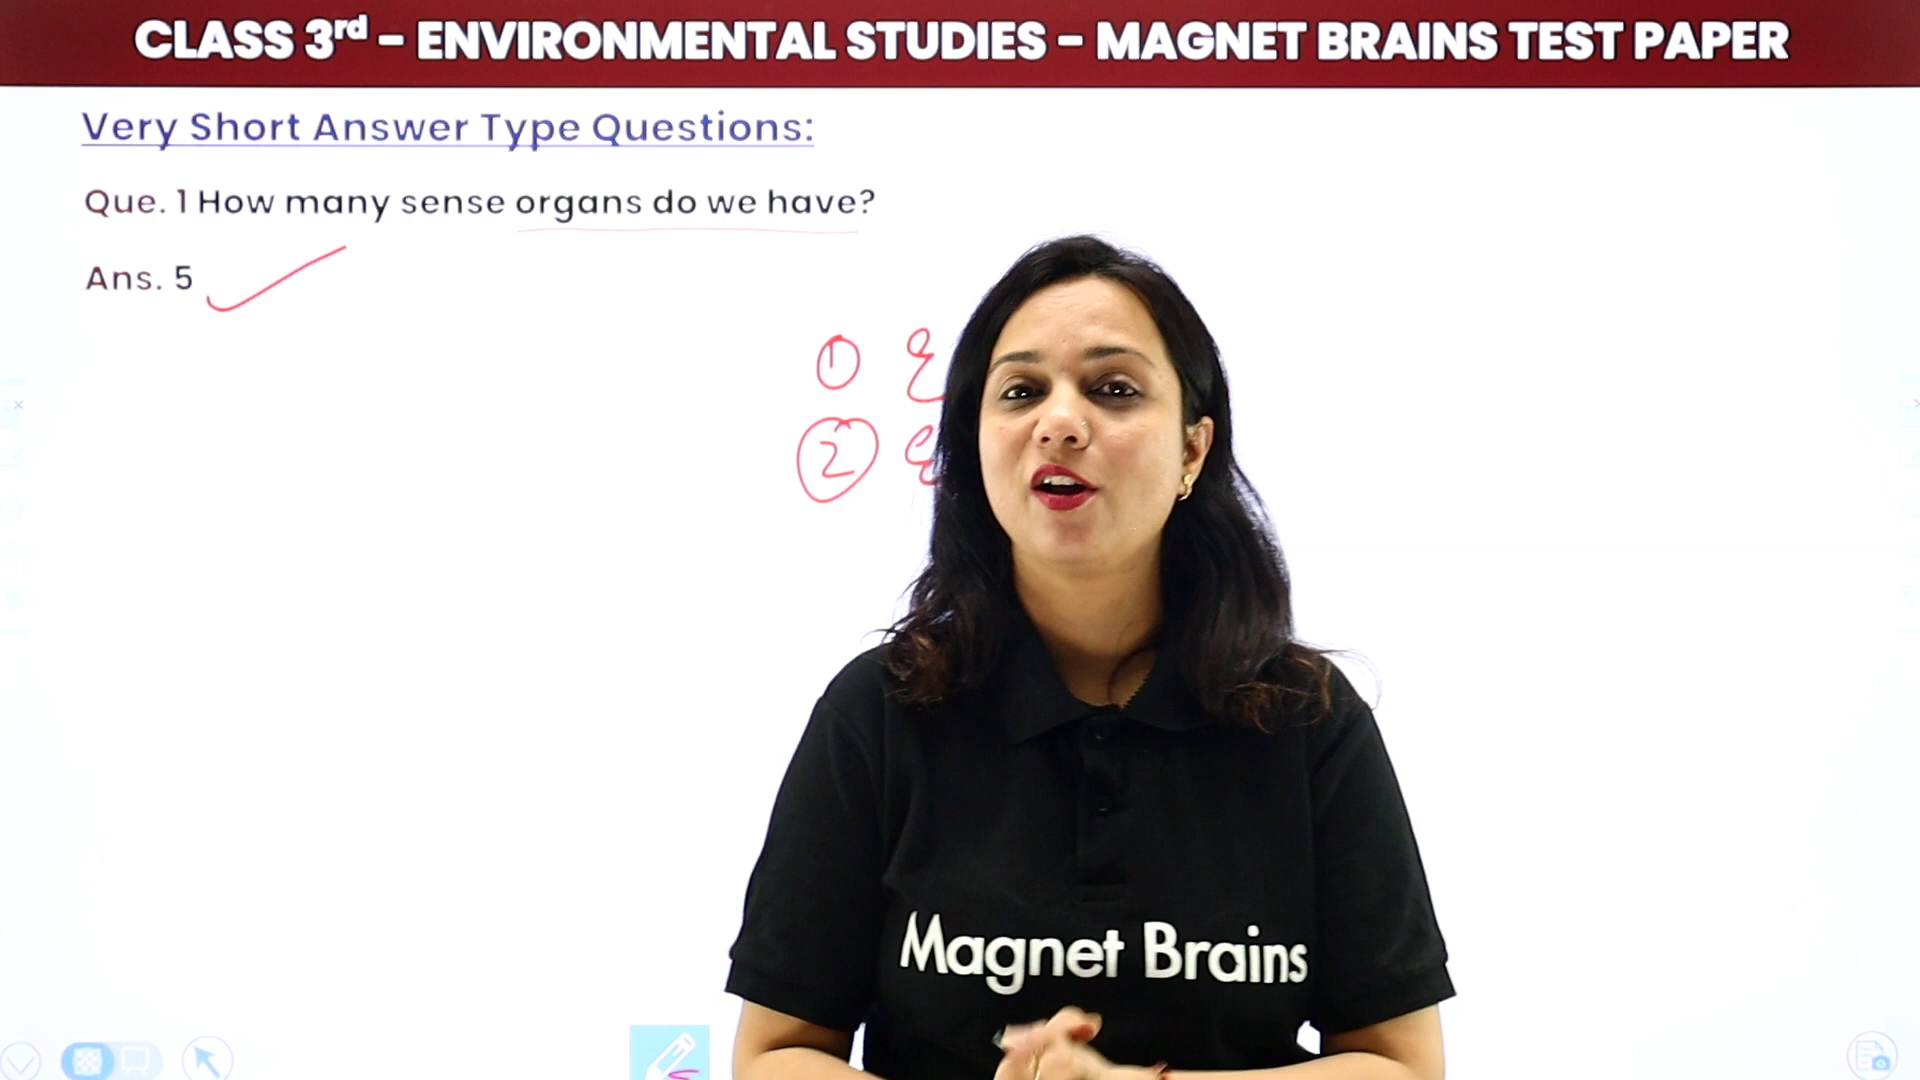 CLASS 3rd - ENVIRONMENTAL STUDIES - MAGNET BRAINS TEST PAPER
Very Short Answer Type Questions:
Que. 1 How many sense organs do we have?
Ans. 5
1
2
Magnet Brains